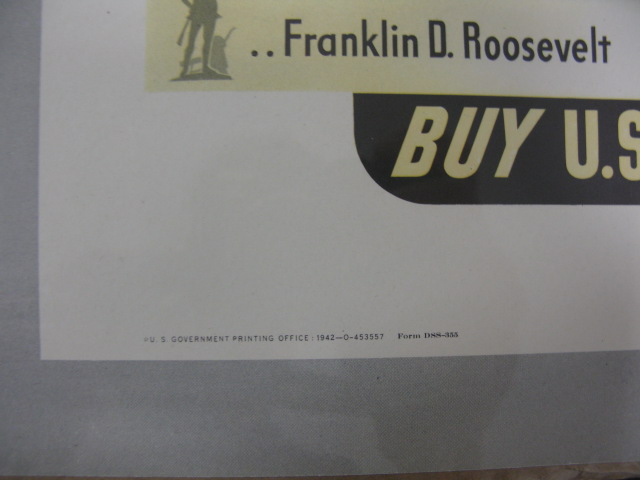 .. Franklin D. Roosevelt
BUY U.S
☆U. S. GOVERNMENT PRINTING OFFICE : 1942—O-453557 Form DSS-355